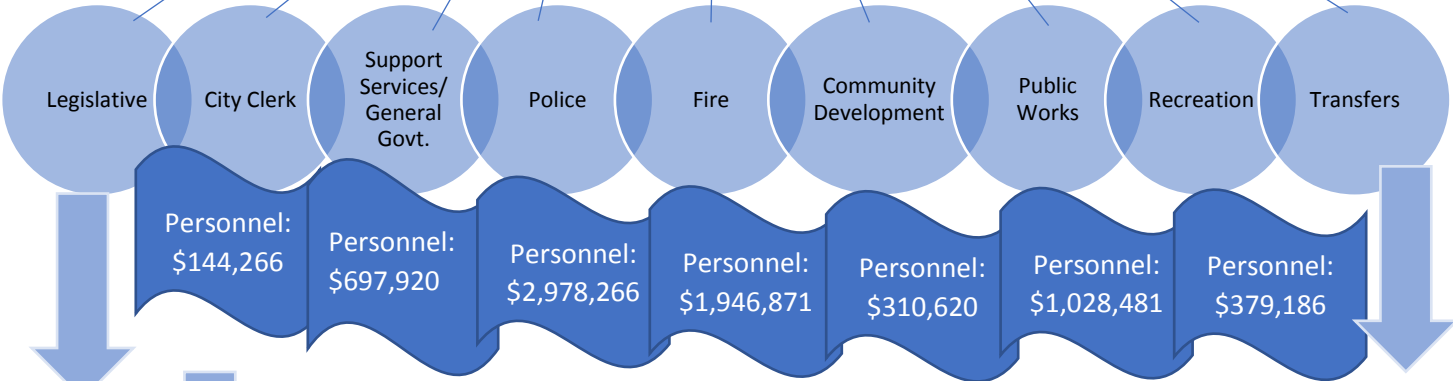 Legislative
City Clerk
Support
Services/
General
Govt.
Police
Fire
Community
Development
Public
Works
Recreation
Transfers
Personnel:
$144,266
Personnel:
$697,920
Personnel:
$2,978,266
Personnel:
$1,946,871
Personnel:
$310,620
Personnel:
$1,028,481
Personnel:
$379,186